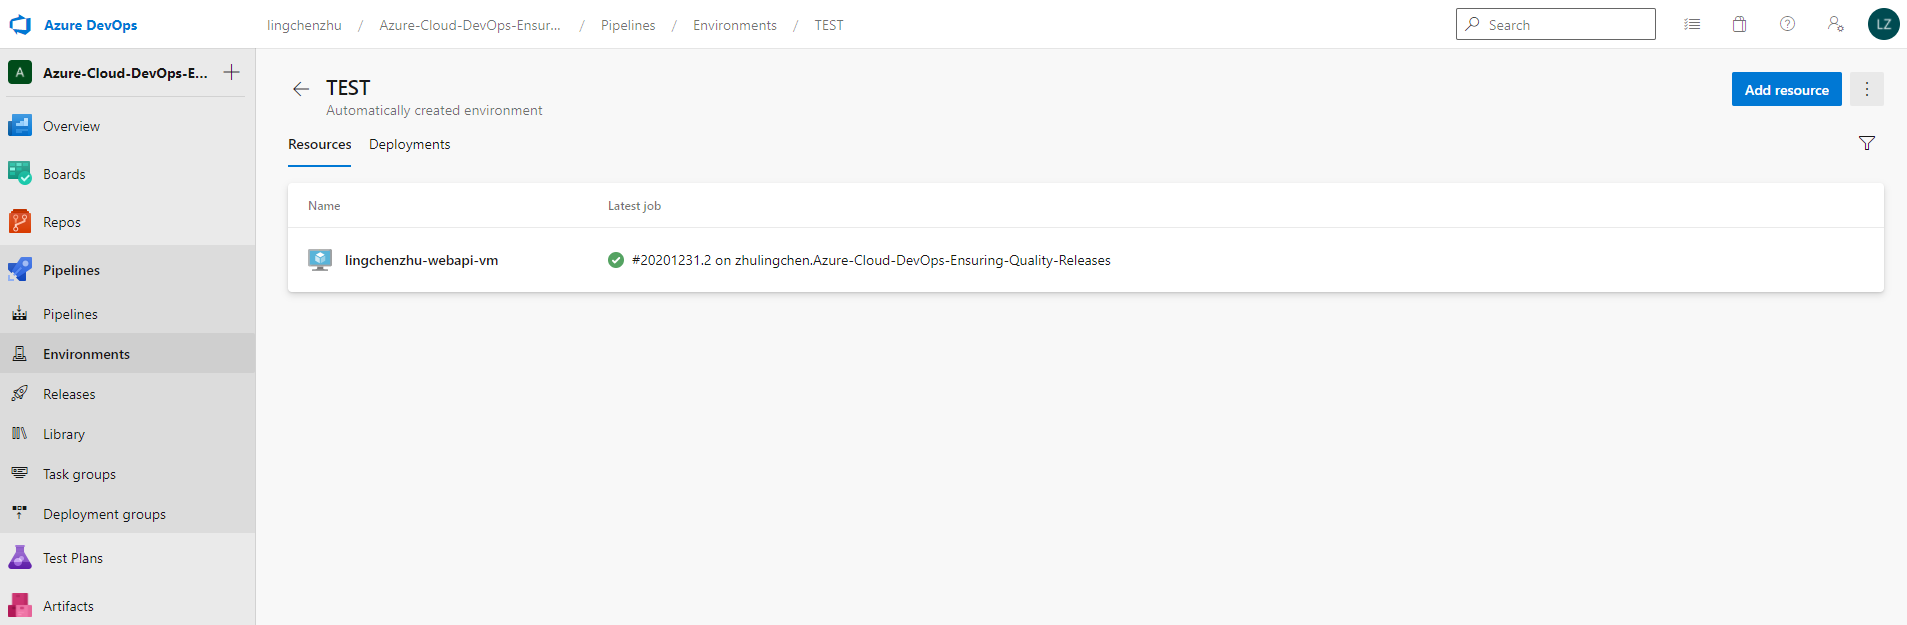 Azure DevOps
lingchenzhu / Azure-Cloud-DevOps-Ensur... / Pipelines / Environments / TEST
Search
LZ
A Azure-Cloud-DevOps-E...
Overview
Boards
Repos
Pipelines
Pipelines
Environments
Releases
Library
Task groups
Deployment groups
Test Plans
Artifacts
TEST
Automatically created environment
Add resource
Resources Deployments
Name Latest job
lingchenzhu-webapi-vm #20201231.2 on zhulingchen.Azure-Cloud-DevOps-Ensuring-Quality-Releases